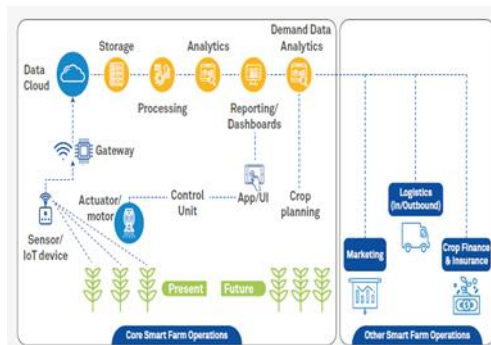 Demand Data
Analytics
Storage
Analytics
Data
Cloud
Processing
Reporting/
Dashboards
Gateway
Actuator/
motor
Control
Unit
App/UI
Crop
planning
Sensor/
IoT device
Present
Future
Core Smart Farm Operations
Logistics
(In/Outbound)
Marketing
Crop Finance
& Insurance
Other Smart Farm Operations